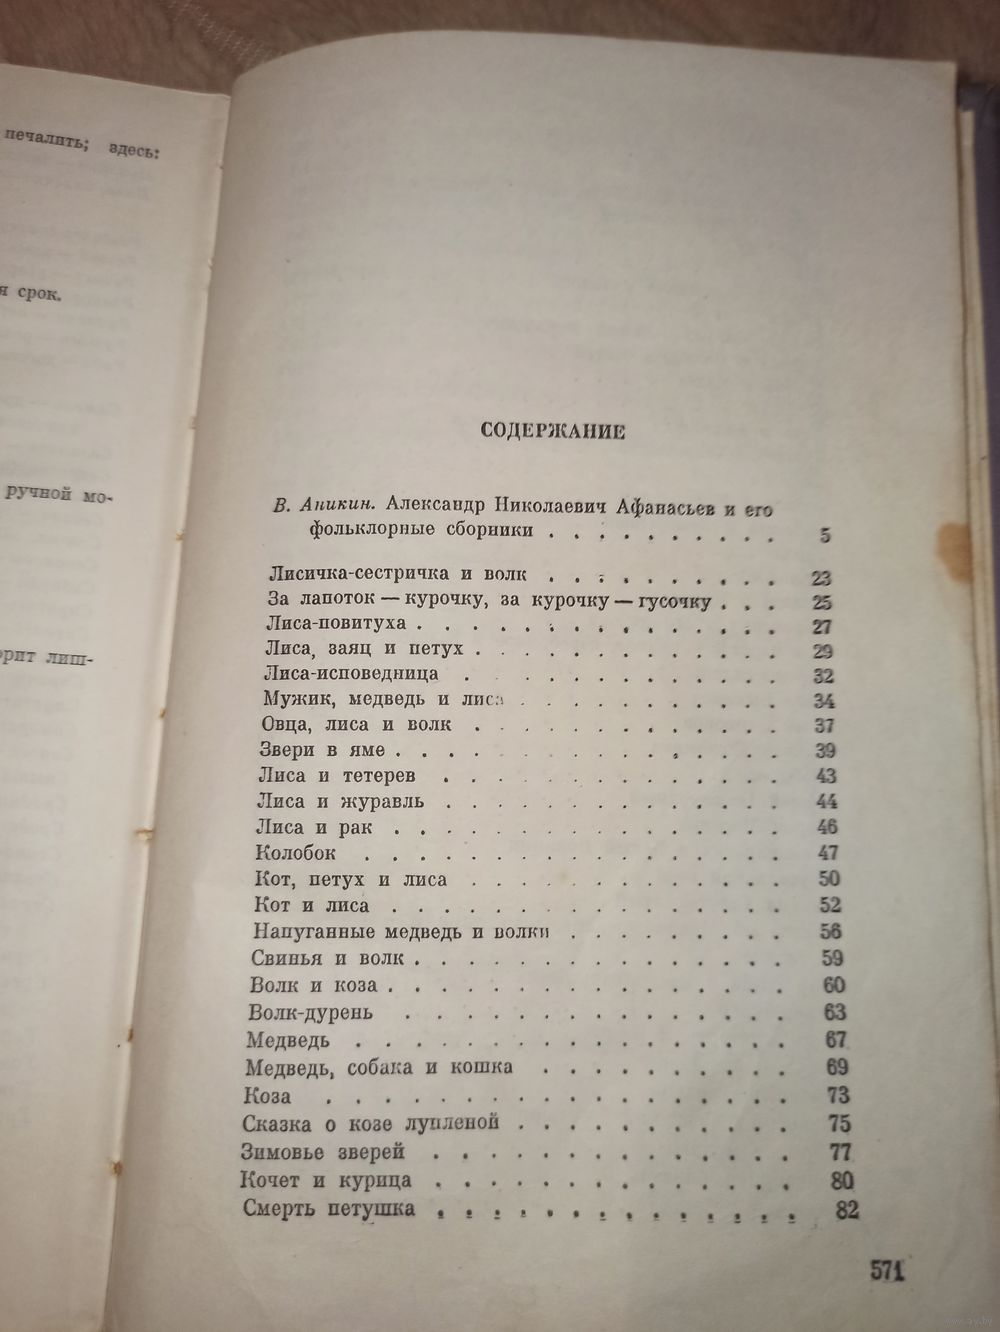 печалить; здесь:
я срок.
ручной мо-
орит лиш-
СОДЕРЖАНИЕ
В. Аникин. Александр Николаевич Афанасьев и его
фольклорные сборники . . . . . . . . . . 5
Лисичка-сестричка и волк . . . . . . . . . . 23
За лапоток — курочку, за курочку — гусочку . . . 25
Лиса-повитуха . . . . . . . . . . . . . . 27
Лиса, заяц и петух . . . . . . . . . . . . 29
Лиса-исповедница . . . . . . . . . . . . 32
Мужик, медведь и лиса . . . . . . . . . . 34
Овца, лиса и волк . . . . . . . . . . . . 37
Звери в яме . . . . . . . . . . . . . . . 39
Лиса и тетерев . . . . . . . . . . . . . 43
Лиса и журавль . . . . . . . . . . . . . 44
Лиса и рак . . . . . . . . . . . . . . . 46
Колобок . . . . . . . . . . . . . . . . 47
Кот, петух и лиса . . . . . . . . . . . . 50
Кот и лиса . . . . . . . . . . . . . . . 52
Напуганные медведь и волки . . . . . . . . 56
Свинья и волк . . . . . . . . . . . . . . 59
Волк и коза . . . . . . . . . . . . . . . 60
Волк-дурень . . . . . . . . . . . . . . 63
Медведь . . . . . . . . . . . . . . . . 67
Медведь, собака и кошка . . . . . . . . . 69
Коза . . . . . . . . . . . . . . . . . . 73
Сказка о козе лупленой . . . . . . . . . . 75
Зимовье зверей . . . . . . . . . . . . . 77
Кочет и курица . . . . . . . . . . . . . 80
Смерть петушка . . . . . . . . . . . . . 82
571